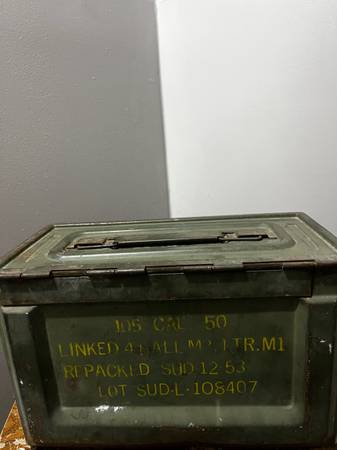 105 CAL 50
LINKED 4 BALL M2 1 TR.M1
REPACKED SUD-12-53
LOT SUD-L-108407